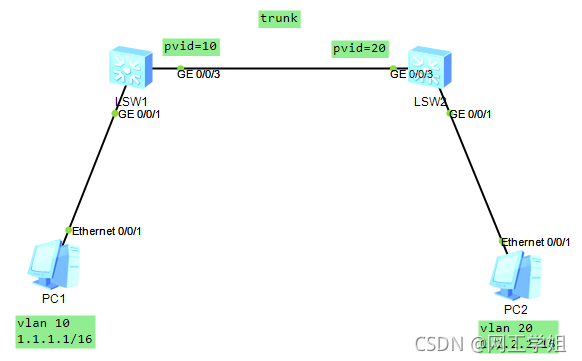 trunk
pvid=10
pvid=20
GE 0/0/3
GE 0/0/3
LSW1
LSW2
GE 0/0/1
GE 0/0/1
Ethernet 0/0/1
Ethernet 0/0/1
PC1
PC2
vlan 10
1.1.1.1/16
vlan 20
CSDN @网工学姐